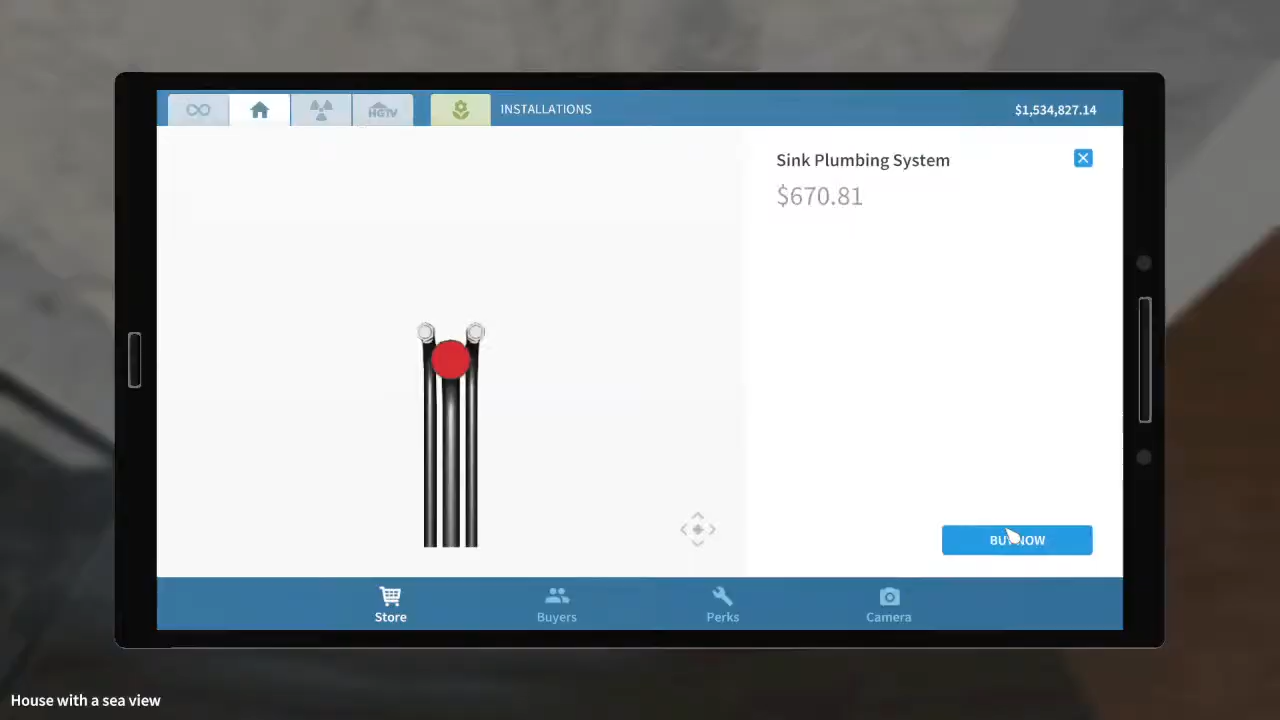 HGTV
INSTALLATIONS
$1,534,827.14
Sink Plumbing System
$670.81
BUY NOW
Store
Buyers
Perks
Camera
House with a sea view